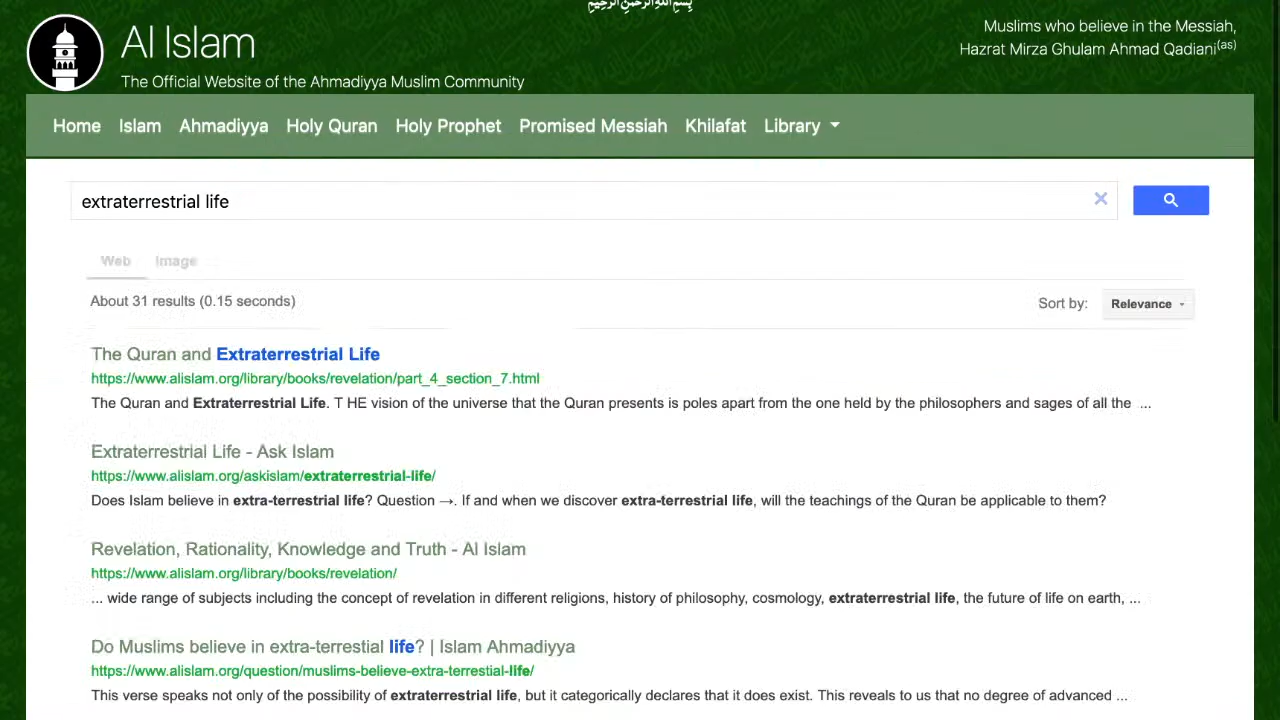 بِسْمِ اللّٰهِ الرَّحْمٰنِ الرَّحِيْمِ
Al Islam
The Official Website of the Ahmadiyya Muslim Community
Muslims who believe in the Messiah,
Hazrat Mirza Ghulam Ahmad Qadiani(as)
Home Islam Ahmadiyya Holy Quran Holy Prophet Promised Messiah Khilafat Library
extraterrestrial life
Web Image
About 31 results (0.15 seconds)
Sort by: Relevance
The Quran and Extraterrestrial Life
https://www.alislam.org/library/books/revelation/part_4_section_7.html
The Quran and Extraterrestrial Life. T HE vision of the universe that the Quran presents is poles apart from the one held by the philosophers and sages of all the ...
Extraterrestrial Life - Ask Islam
https://www.alislam.org/askislam/extraterrestrial-life/
Does Islam believe in extra-terrestrial life? Question →. If and when we discover extra-terrestrial life, will the teachings of the Quran be applicable to them?
Revelation, Rationality, Knowledge and Truth - Al Islam
https://www.alislam.org/library/books/revelation/
... wide range of subjects including the concept of revelation in different religions, history of philosophy, cosmology, extraterrestrial life, the future of life on earth, ...
Do Muslims believe in extra-terrestial life? | Islam Ahmadiyya
https://www.alislam.org/question/muslims-believe-extra-terrestial-life/
This verse speaks not only of the possibility of extraterrestrial life, but it categorically declares that it does exist. This reveals to us that no degree of advanced ...